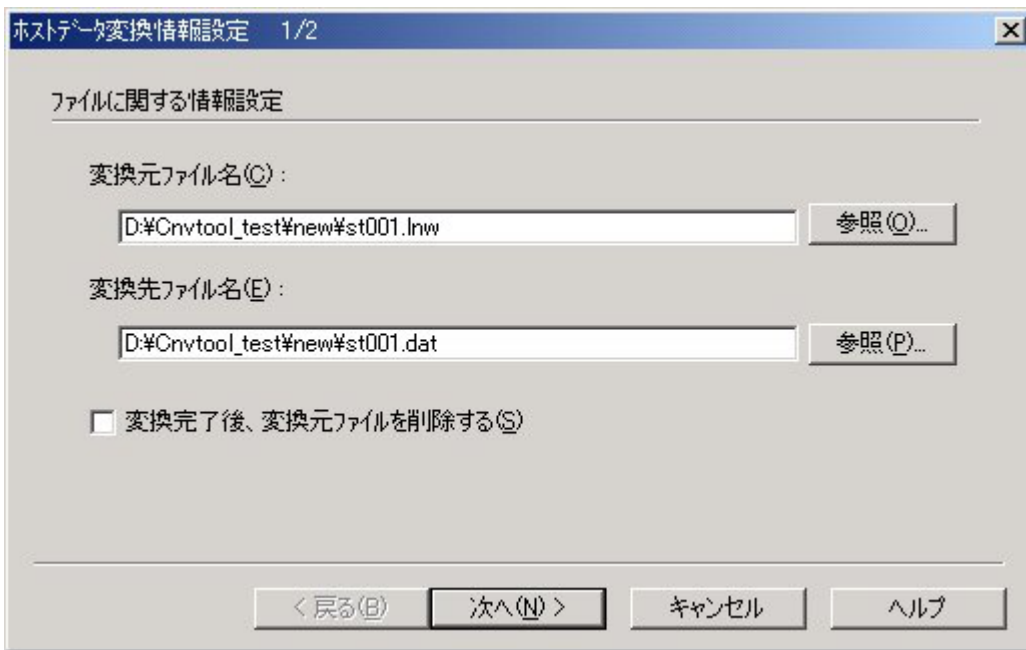 ホストデータ変換情報設定　1/2
ファイルに関する情報設定
変換元ファイル名(C)：
D:¥Cnvtool_test¥new¥st001.lnw
参照(O)...
変換先ファイル名(E)：
D:¥Cnvtool_test¥new¥st001.dat
参照(P)...
変換完了後、変換元ファイルを削除する(S)
< 戻る(B)
次へ(N) >
キャンセル
ヘルプ